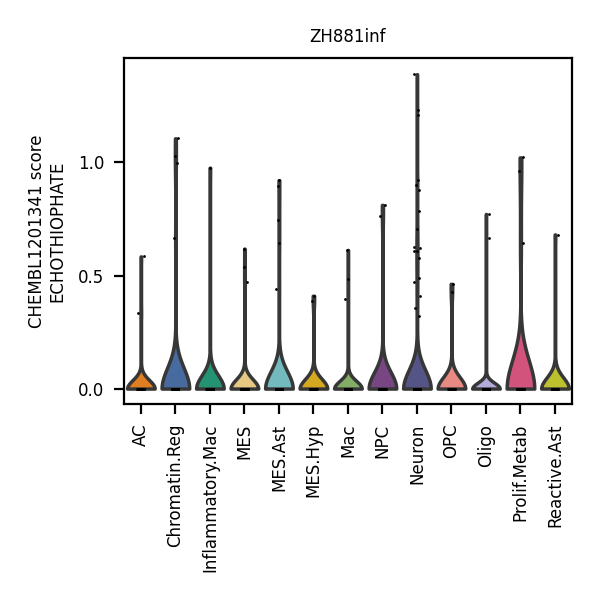 ZH881inf
CHEMBL1201341 score
ECHOTHIOPHATE
1.0
0.5
0.0
AC
Chromatin.Reg
Inflammatory.Mac
MES
MES.Ast
MES.Hyp
Mac
NPC
Neuron
OPC
Oligo
Prolif.Metab
Reactive.Ast